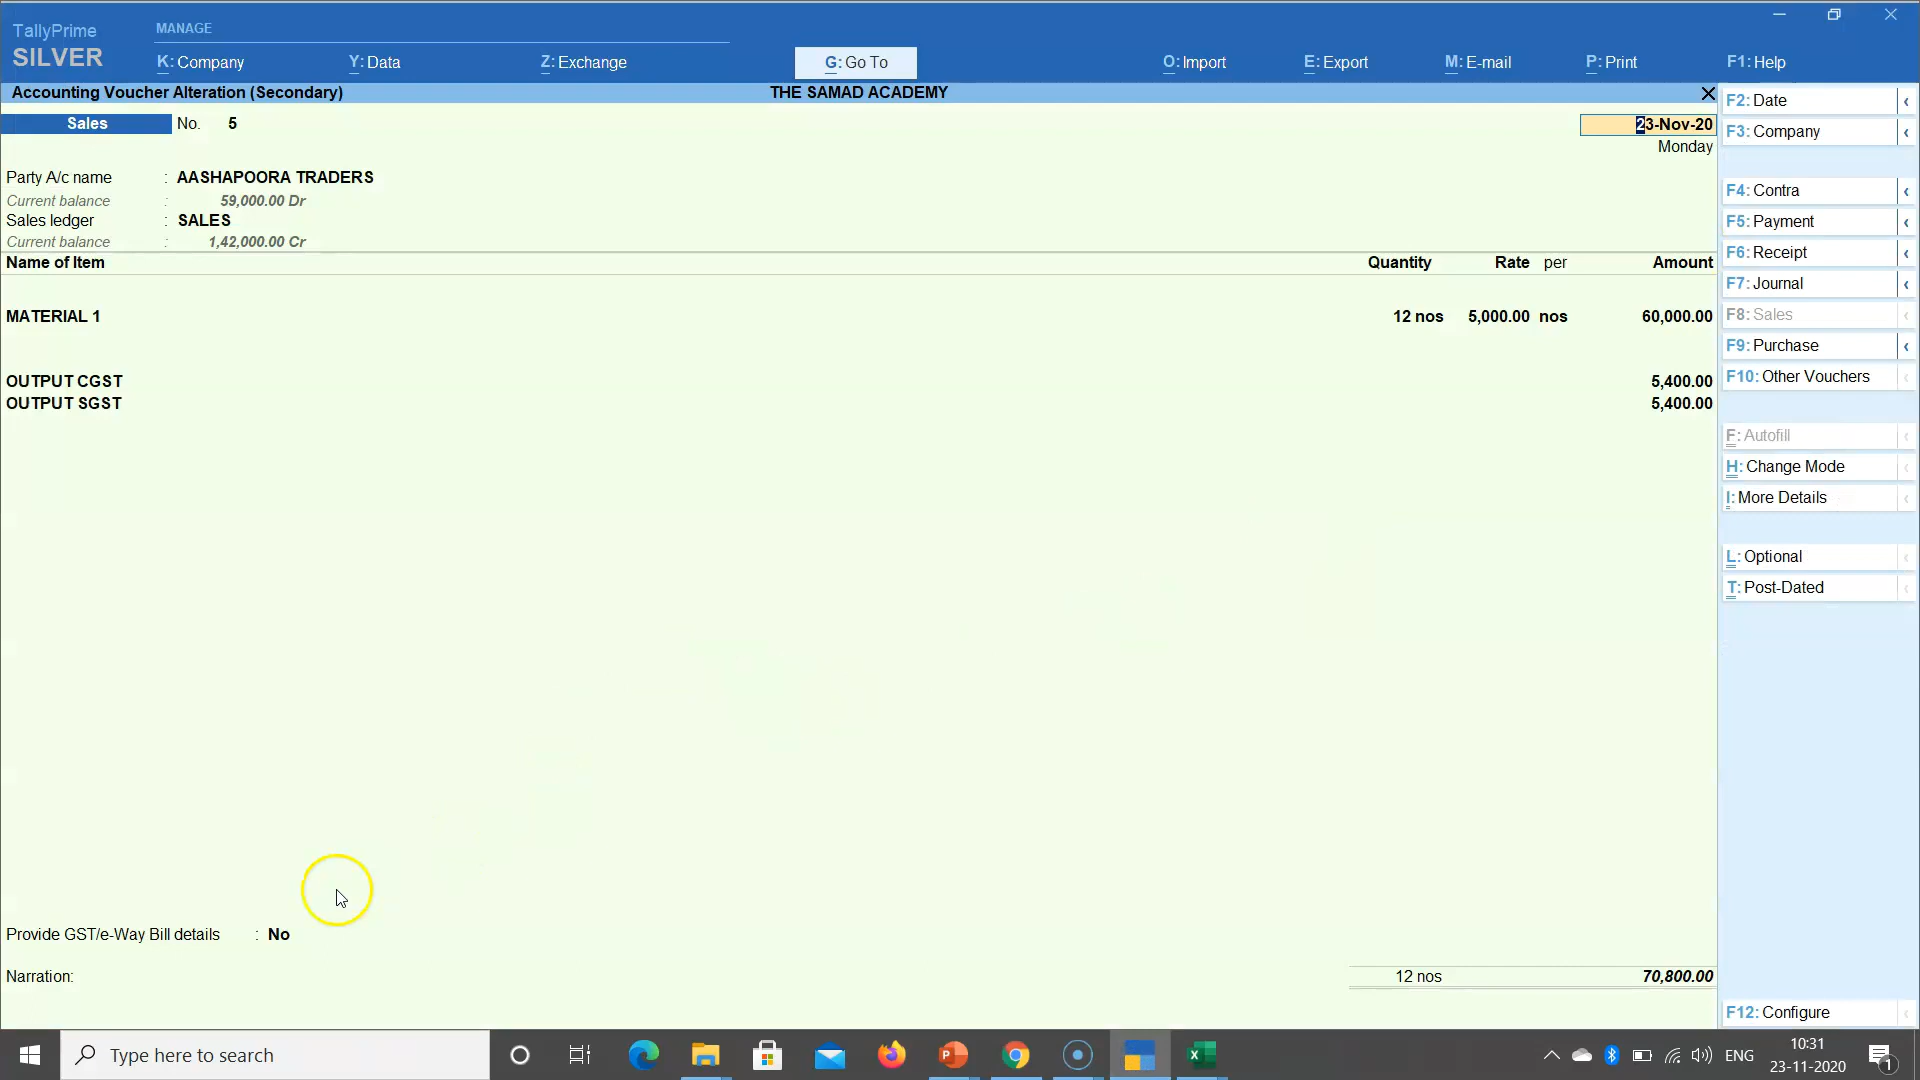 TallyPrime
SILVER
MANAGE
K: Company
Y: Data
Z: Exchange
G: Go To
O: Import
E: Export
M: E-mail
P: Print
F1: Help
Accounting Voucher Alteration (Secondary)
THE SAMAD ACADEMY
Sales No. 5
23-Nov-20
Monday
Party A/c name : AASHAPOORA TRADERS
Current balance : 59,000.00 Dr
Sales ledger : SALES
Current balance : 1,42,000.00 Cr
Name of Item Quantity Rate per Amount
MATERIAL 1 12 nos 5,000.00 nos 60,000.00
OUTPUT CGST 5,400.00
OUTPUT SGST 5,400.00
Provide GST/e-Way Bill details : No
Narration: 12 nos 70,800.00
F2: Date
F3: Company
F4: Contra
F5: Payment
F6: Receipt
F7: Journal
F8: Sales
F9: Purchase
F10: Other Vouchers
F: Autofill
H: Change Mode
I: More Details
L: Optional
T: Post-Dated
F12: Configure
Type here to search
ENG
10:31
23-11-2020
1